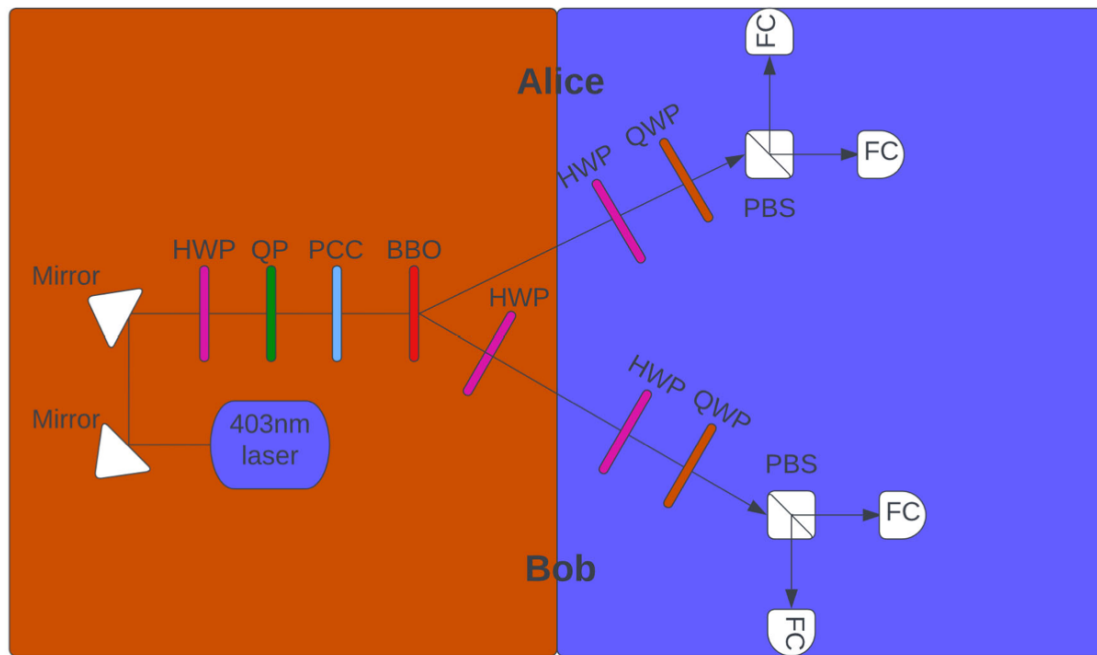 FC
Alice
QWP
HWP
FC
PBS
HWP
QP
PCC
BBO
Mirror
HWP
HWP
QWP
Mirror
403nm
laser
PBS
FC
Bob
FC